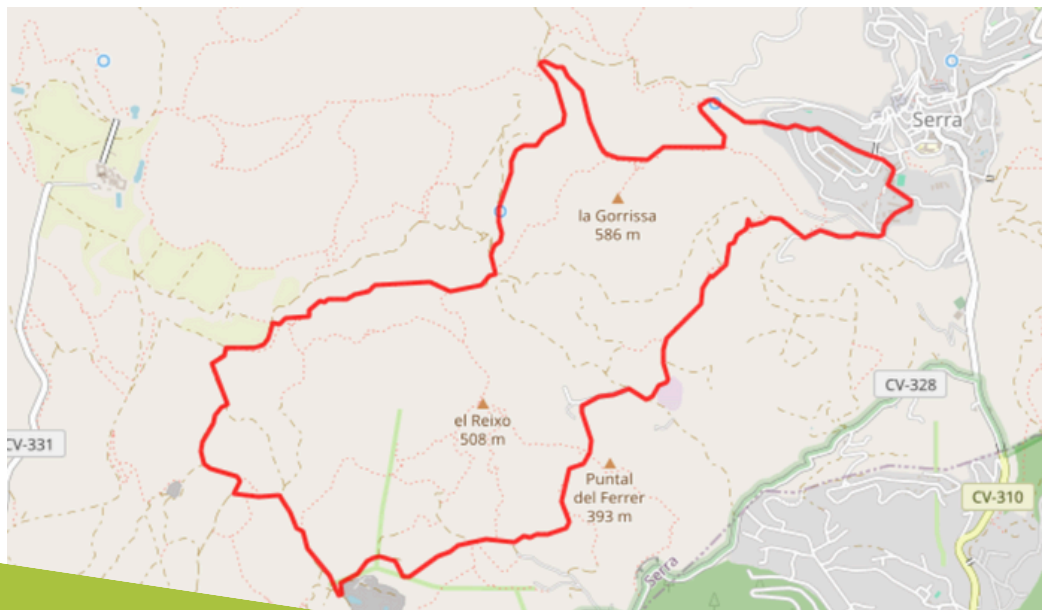 Serra
la Gorrissa
586 m
CV-328
CV-331
el Reixo
508 m
Puntal
del Ferrer
393 m
CV-310
Serra